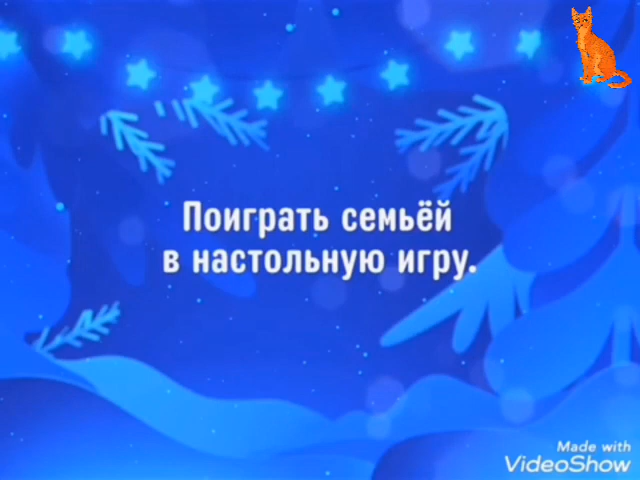 Поиграть семьёй
в настольную игру.
Made with
VideoShow